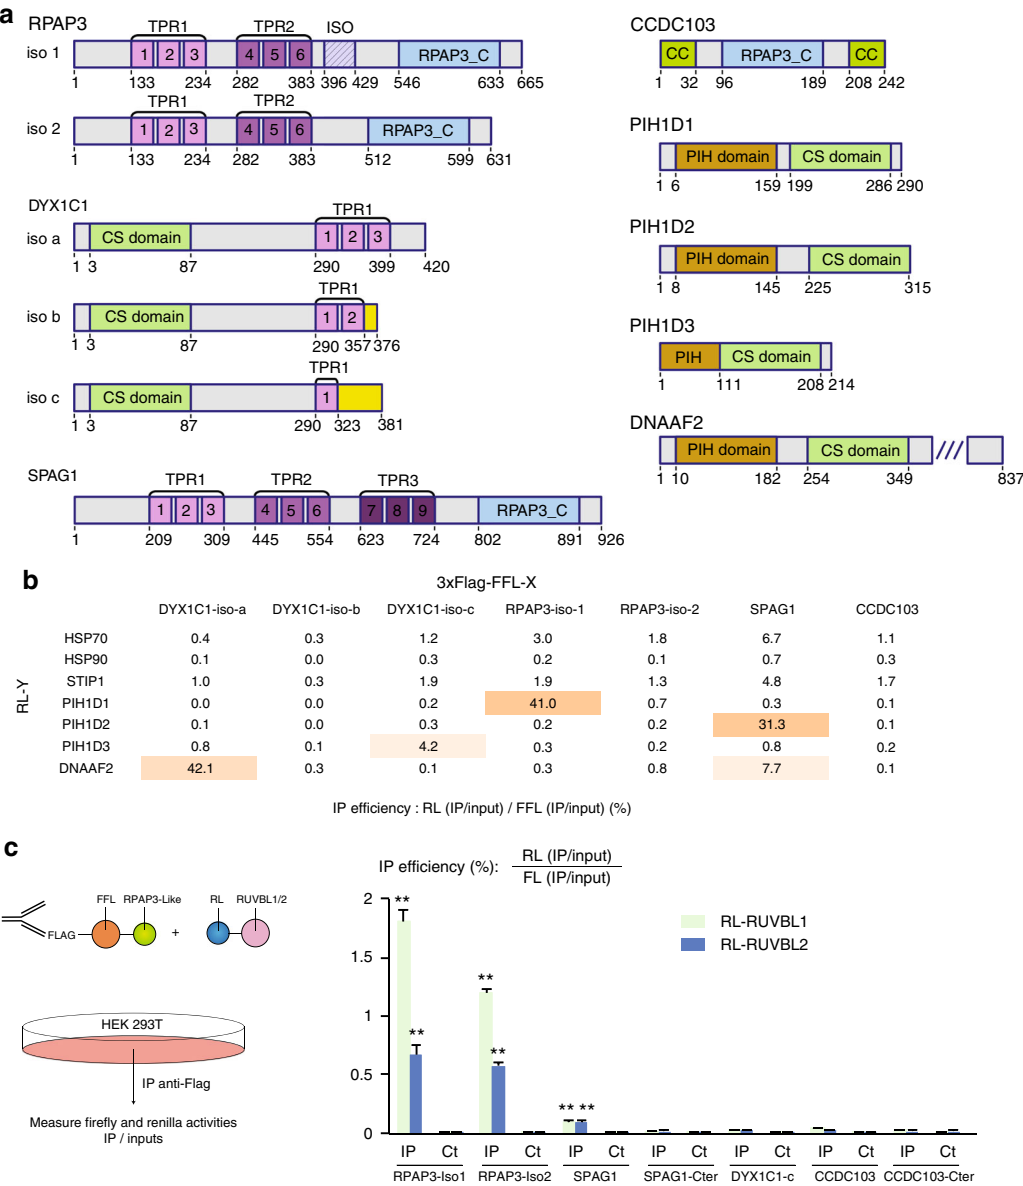 a
RPAP3
iso 1
TPR1 TPR2 ISO
1 2 3 4 5 6 RPAP3_C
1 133 234 282 383 396 429 546 633 665
iso 2
TPR1 TPR2
1 2 3 4 5 6 RPAP3_C
1 133 234 282 383 512 599 631
DYX1C1
iso a
TPR1
CS domain 1 2 3
1 3 87 290 399 420
iso b
TPR1
CS domain 1 2
1 3 87 290 357 376
iso c
TPR1
CS domain 1
1 3 87 290 323 381
SPAG1
TPR1 TPR2 TPR3
1 2 3 4 5 6 7 8 9 RPAP3_C
1 209 309 445 554 623 724 802 891 926
CCDC103
CC RPAP3_C CC
1 32 96 189 208 242
PIH1D1
PIH domain CS domain
1 6 159 199 286 290
PIH1D2
PIH domain CS domain
1 8 145 225 315
PIH1D3
PIH CS domain
1 111 208 214
DNAAF2
PIH domain CS domain
1 10 182 254 349 837
b
3xFlag-FFL-X
DYX1C1-iso-a DYX1C1-iso-b DYX1C1-iso-c RPAP3-iso-1 RPAP3-iso-2 SPAG1 CCDC103
RL-Y
HSP70 0.4 0.3 1.2 3.0 1.8 6.7 1.1
HSP90 0.1 0.0 0.3 0.2 0.1 0.7 0.3
STIP1 1.0 0.3 1.9 1.9 1.3 4.8 1.7
PIH1D1 0.0 0.0 0.2 41.0 0.7 0.3 0.1
PIH1D2 0.1 0.0 0.3 0.2 0.2 31.3 0.1
PIH1D3 0.8 0.1 4.2 0.3 0.2 0.8 0.2
DNAAF2 42.1 0.3 0.1 0.3 0.8 7.7 0.1
IP efficiency : RL (IP/input) / FFL (IP/input) (%)
c
FFL RPAP3-Like RL RUVBL1/2
FLAG +
HEK 293T
IP anti-Flag
Measure firefly and renilla activities
IP / inputs
IP efficiency (%): RL (IP/input)
FL (IP/input)
2
1.5
1
0.5
0
** ** ** ** ** **
RL-RUVBL1
RL-RUVBL2
IP Ct IP Ct IP Ct IP Ct IP Ct IP Ct IP Ct
RPAP3-Iso1 RPAP3-Iso2 SPAG1 SPAG1-Cter DYX1C1-c CCDC103 CCDC103-Cter